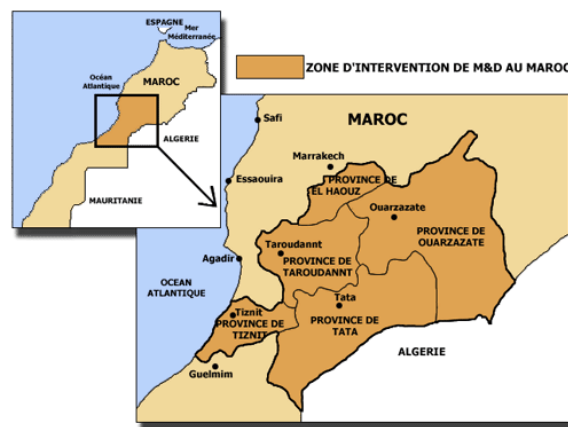 ESPAGNE
Mer
Méditerranée
Océan
Atlantique
MAROC
ALGERIE
MAURITANIE
ZONE D'INTERVENTION DE M&D AU MAROC
Safi
MAROC
Marrakech
PROVINCE DE
EL HAOUZ
Essaouira
Ouarzazate
PROVINCE DE
OUARZAZATE
Taroudannt
PROVINCE DE
TAROUDANNT
Agadir
OCEAN
ATLANTIQUE
Tata
PROVINCE DE
TATA
Tiznit
PROVINCE DE
TIZNIT
ALGERIE
Guelmim